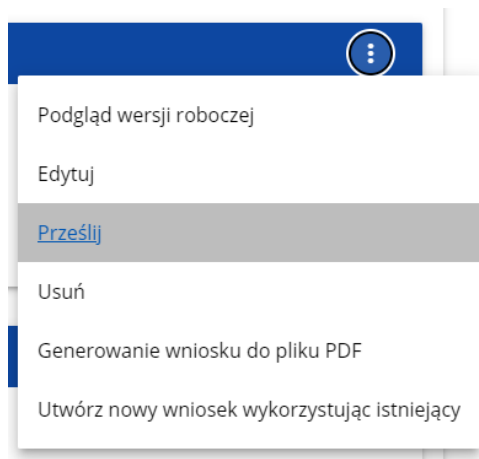 Podgląd wersji roboczej
Edytuj
Prześlij
Usuń
Generowanie wniosku do pliku PDF
Utwórz nowy wniosek wykorzystując istniejący